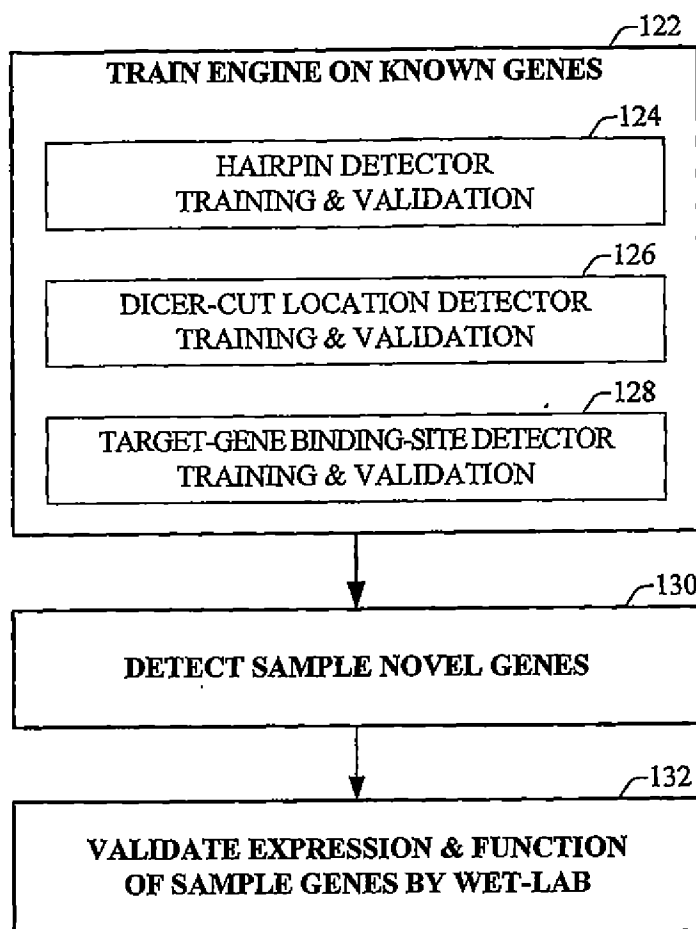 122
TRAIN ENGINE ON KNOWN GENES
124
HAIRPIN DETECTOR
TRAINING & VALIDATION
126
DICER-CUT LOCATION DETECTOR
TRAINING & VALIDATION
128
TARGET-GENE BINDING-SITE DETECTOR
TRAINING & VALIDATION
130
DETECT SAMPLE NOVEL GENES
132
VALIDATE EXPRESSION & FUNCTION
OF SAMPLE GENES BY WET-LAB